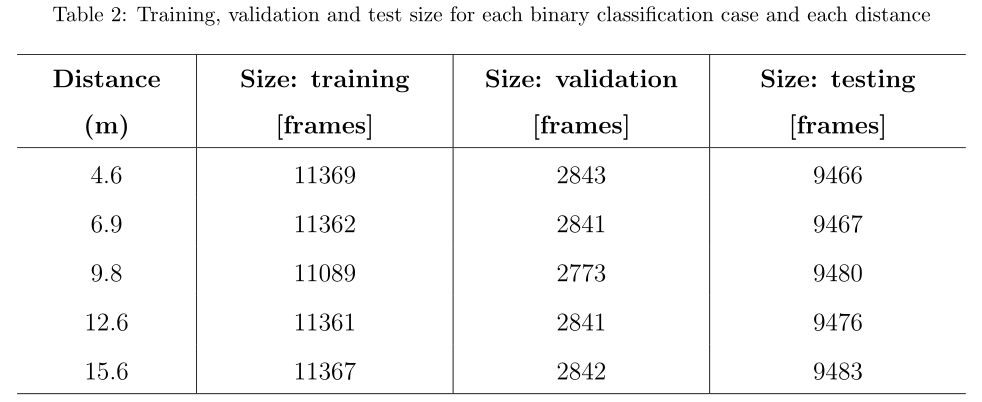 Table 2: Training, validation and test size for each binary classification case and each distance
Distance Size: training Size: validation Size: testing
(m) [frames] [frames] [frames]
4.6 11369 2843 9466
6.9 11362 2841 9467
9.8 11089 2773 9480
12.6 11361 2841 9476
15.6 11367 2842 9483